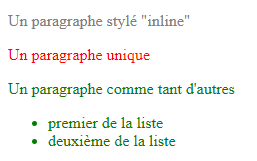 Un paragraphe stylé "inline"
Un paragraphe unique
Un paragraphe comme tant d'autres
premier de la liste
deuxième de la liste